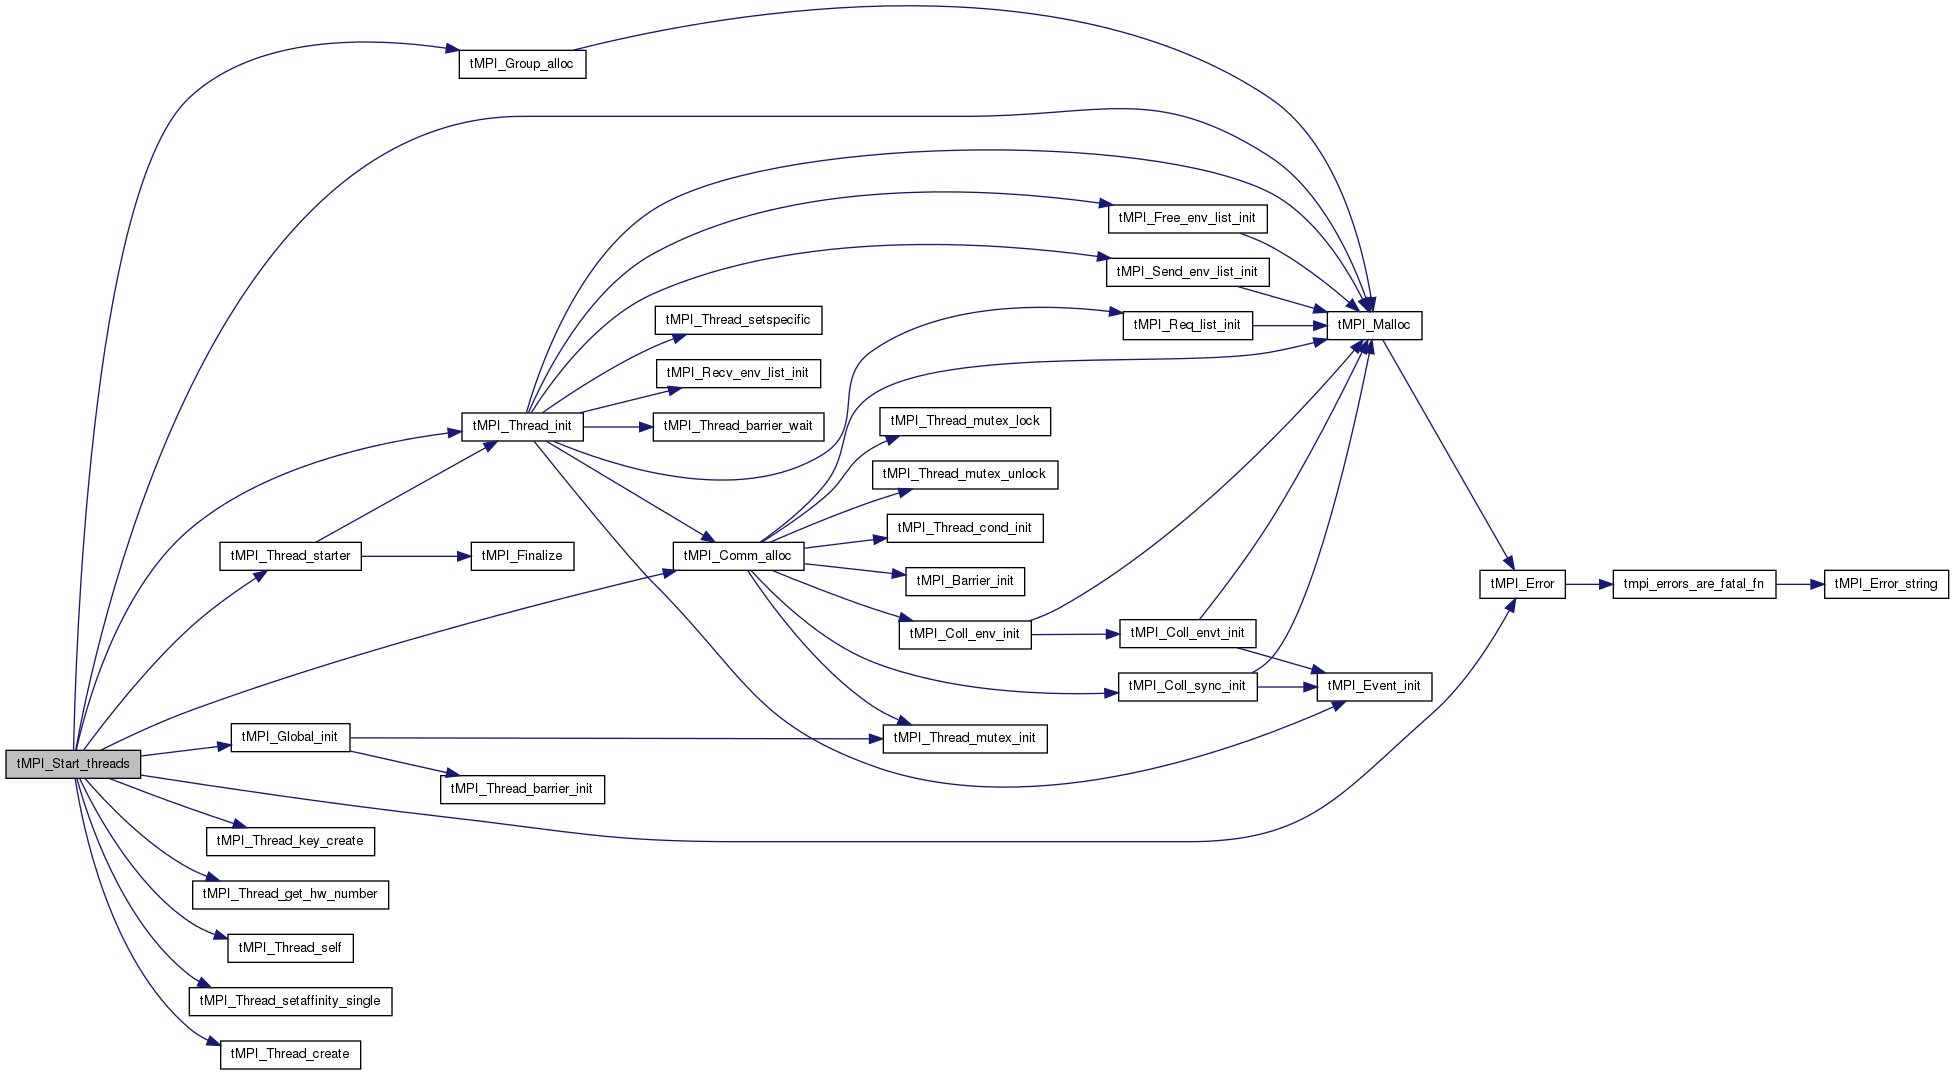 tMPI_Group_alloc
tMPI_Free_env_list_init
tMPI_Send_env_list_init
tMPI_Thread_setspecific
tMPI_Req_list_init
tMPI_Malloc
tMPI_Recv_env_list_init
tMPI_Thread_mutex_lock
tMPI_Thread_init
tMPI_Thread_barrier_wait
tMPI_Thread_mutex_unlock
tMPI_Thread_cond_init
tMPI_Thread_starter
tMPI_Finalize
tMPI_Comm_alloc
tMPI_Barrier_init
tMPI_Error
tmpi_errors_are_fatal_fn
tMPI_Error_string
tMPI_Coll_env_init
tMPI_Coll_envt_init
tMPI_Coll_sync_init
tMPI_Event_init
tMPI_Global_init
tMPI_Thread_mutex_init
tMPI_Start_threads
tMPI_Thread_barrier_init
tMPI_Thread_key_create
tMPI_Thread_get_hw_number
tMPI_Thread_self
tMPI_Thread_setaffinity_single
tMPI_Thread_create